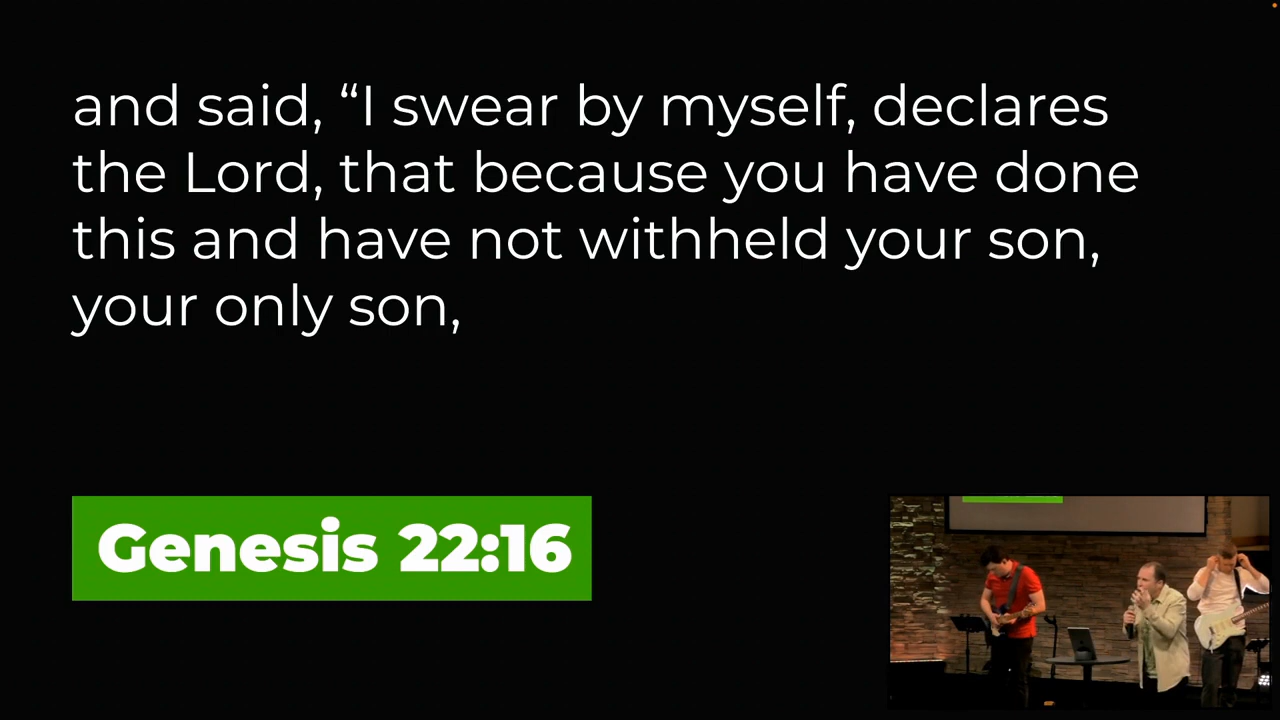 and said, “I swear by myself, declares
the Lord, that because you have done
this and have not withheld your son,
your only son,
Genesis 22:16